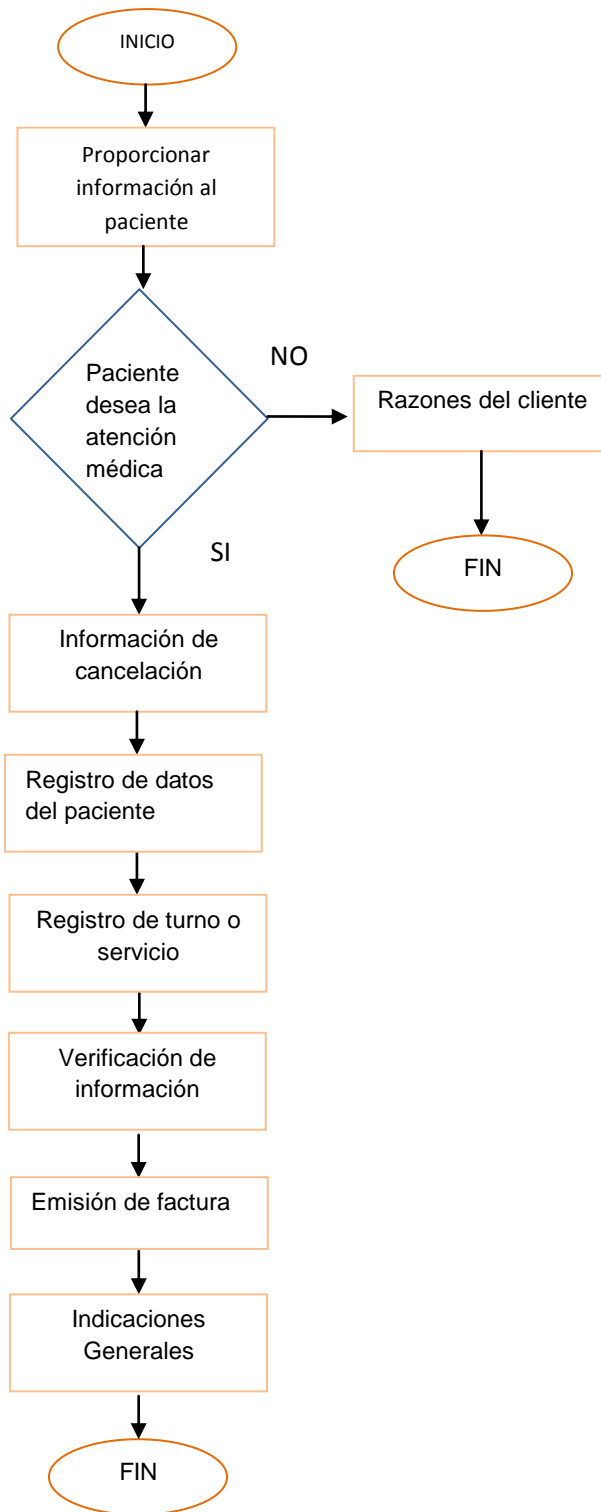 INICIO
Proporcionar
información al
paciente
Paciente
desea la
atención
médica
NO
Razones del cliente
FIN
SI
Información de
cancelación
Registro de datos
del paciente
Registro de turno o
servicio
Verificación de
información
Emisión de factura
Indicaciones
Generales
FIN